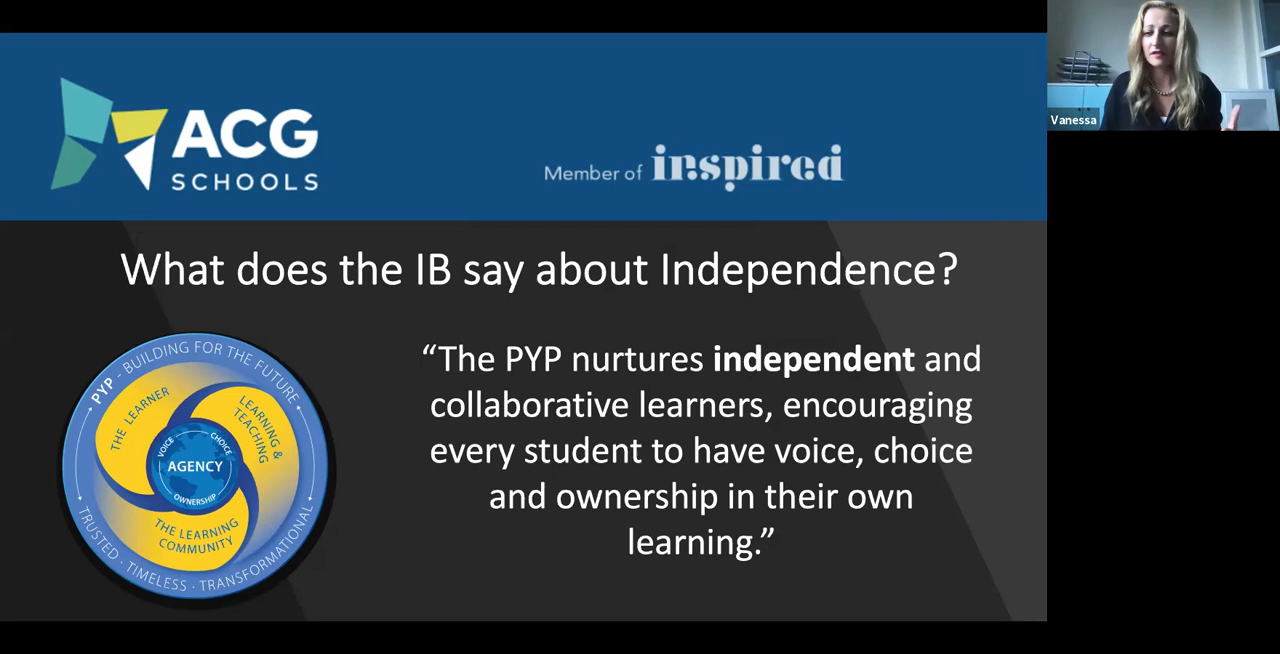 ACG
SCHOOLS
Member of inspired
Vanessa
What does the IB say about Independence?
PYP - BUILDING FOR THE FUTURE
THE LEARNER
LEARNING &
TEACHING
VOICE
CHOICE
AGENCY
OWNERSHIP
THE LEARNING
COMMUNITY
TRUSTED · TIMELESS · TRANSFORMATIONAL
“The PYP nurtures independent and
collaborative learners, encouraging
every student to have voice, choice
and ownership in their own
learning.”